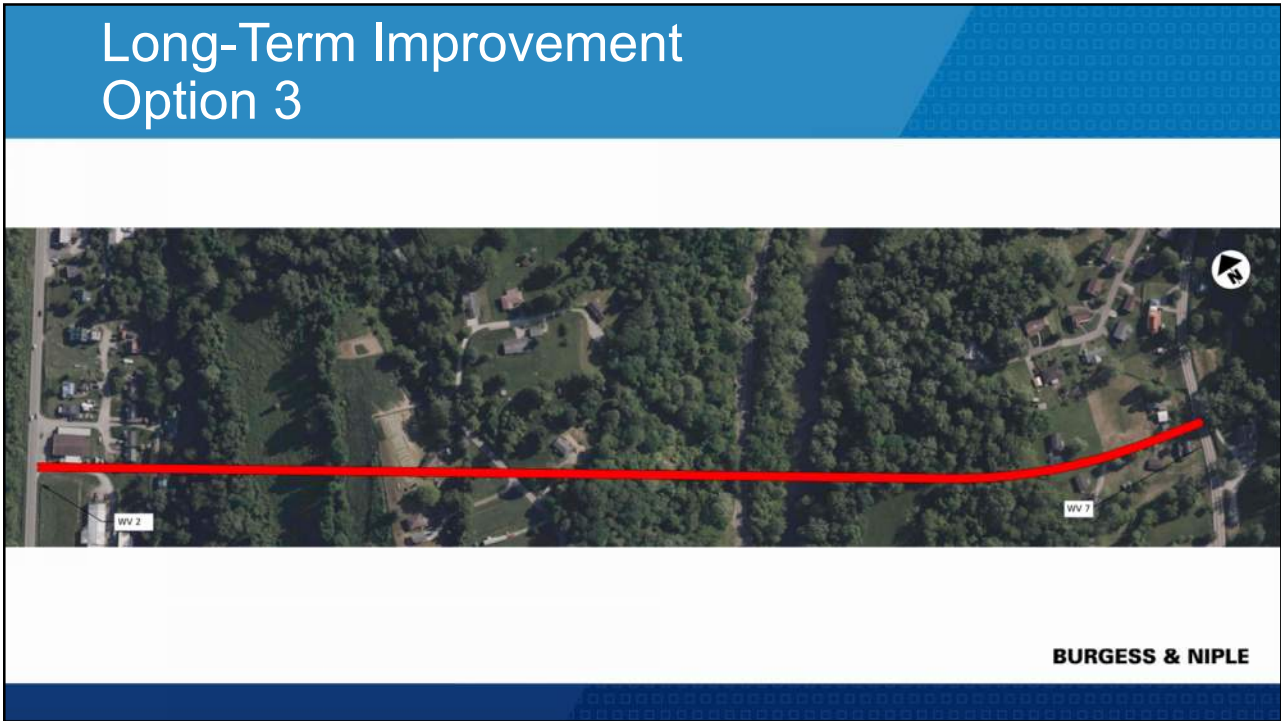 Long-Term Improvement
Option 3
N
WV 2
WV 7
BURGESS & NIPLE